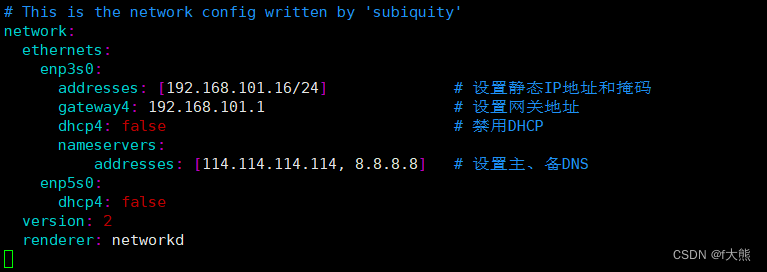 # This is the network config written by 'subiquity'
network:
  ethernets:
    enp3s0:
      addresses: [192.168.101.16/24]              # 设置静态IP地址和掩码
      gateway4: 192.168.101.1                     # 设置网关地址
      dhcp4: false                                # 禁用DHCP
      nameservers:
          addresses: [114.114.114.114, 8.8.8.8]   # 设置主、备DNS
    enp5s0:
      dhcp4: false
  version: 2
  renderer: networkd
CSDN @f大熊